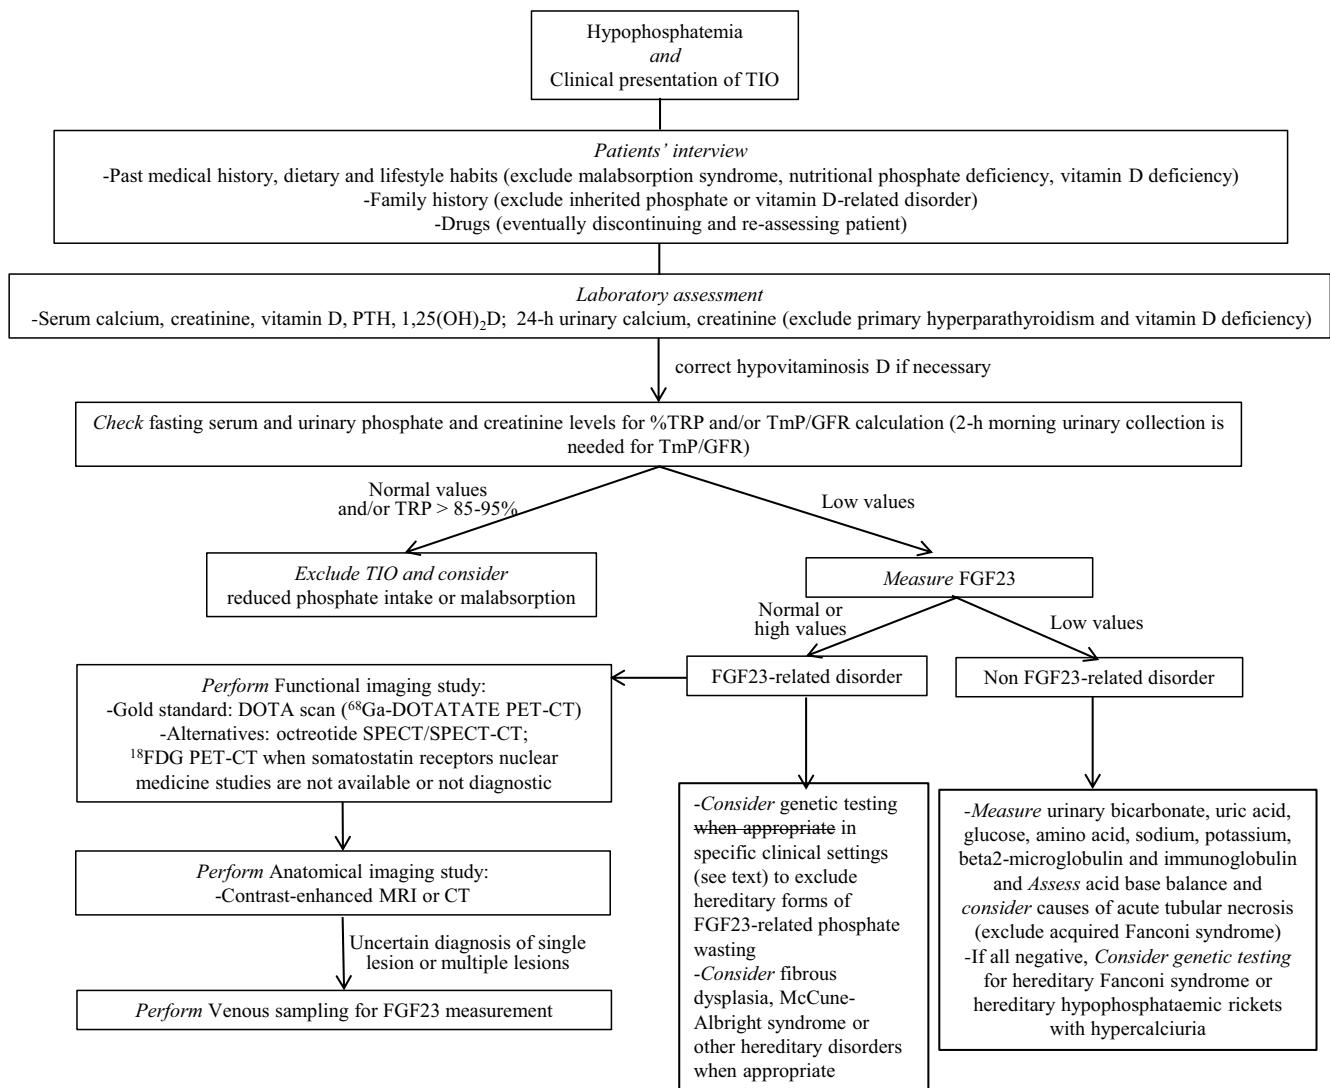 Hypophosphatemia
and
Clinical presentation of TIO
Patients' interview
-Past medical history, dietary and lifestyle habits (exclude malabsorption syndrome, nutritional phosphate deficiency, vitamin D deficiency)
-Family history (exclude inherited phosphate or vitamin D-related disorder)
-Drugs (eventually discontinuing and re-assessing patient)
Laboratory assessment
-Serum calcium, creatinine, vitamin D, PTH, 1,25(OH)₂D; 24-h urinary calcium, creatinine (exclude primary hyperparathyroidism and vitamin D deficiency)
correct hypovitaminosis D if necessary
Check fasting serum and urinary phosphate and creatinine levels for %TRP and/or TmP/GFR calculation (2-h morning urinary collection is
needed for TmP/GFR)
Normal values
and/or TRP > 85-95%
Low values
Exclude TIO and consider
reduced phosphate intake or malabsorption
Measure FGF23
Normal or
high values
Low values
FGF23-related disorder
Non FGF23-related disorder
Perform Functional imaging study:
-Gold standard: DOTA scan (⁶⁸Ga-DOTATATE PET-CT)
-Alternatives: octreotide SPECT/SPECT-CT;
¹⁸FDG PET-CT when somatostatin receptors nuclear
medicine studies are not available or not diagnostic
Perform Anatomical imaging study:
-Contrast-enhanced MRI or CT
Uncertain diagnosis of single
lesion or multiple lesions
Perform Venous sampling for FGF23 measurement
-Consider genetic testing
when appropriate in
specific clinical settings
(see text) to exclude
hereditary forms of
FGF23-related phosphate
wasting
-Consider fibrous
dysplasia, McCune-
Albright syndrome or
other hereditary disorders
when appropriate
-Measure urinary bicarbonate, uric acid,
glucose, amino acid, sodium, potassium,
beta2-microglobulin and immunoglobulin
and Assess acid base balance and
consider causes of acute tubular necrosis
(exclude acquired Fanconi syndrome)
-If all negative, Consider genetic testing
for hereditary Fanconi syndrome or
hereditary hypophosphataemic rickets
with hypercalciuria